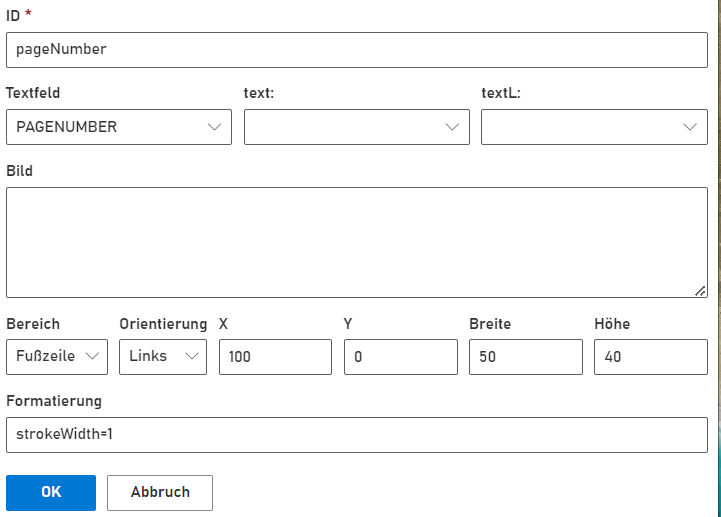 ID *
pageNumber
Textfeld text: textL:
PAGENUMBER
Bild
Bereich Orientierung X Y Breite Höhe
Fußzeile Links 100 0 50 40
Formatierung
strokeWidth=1
OK Abbruch